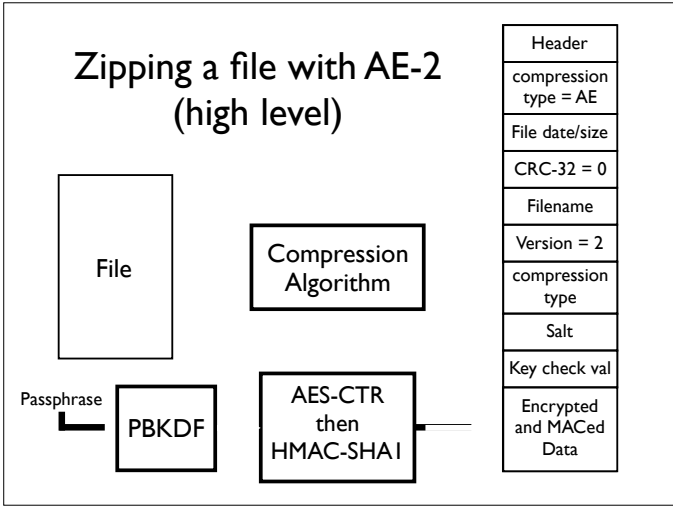 Zipping a file with AE-2
(high level)
File
Compression
Algorithm
Passphrase
PBKDF
AES-CTR
then
HMAC-SHA1
Header
compression
type = AE
File date/size
CRC-32 = 0
Filename
Version = 2
compression
type
Salt
Key check val
Encrypted
and MACed
Data